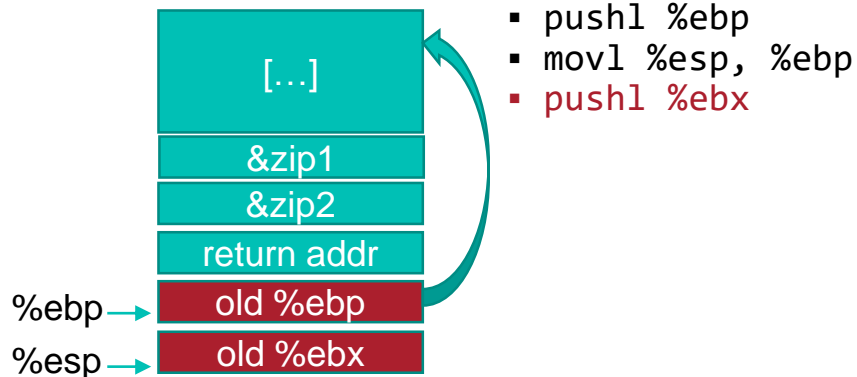 ▪ pushl %ebp
▪ movl %esp, %ebp
▪ pushl %ebx
[…]
&zip1
&zip2
return addr
%ebp
old %ebp
%esp
old %ebx